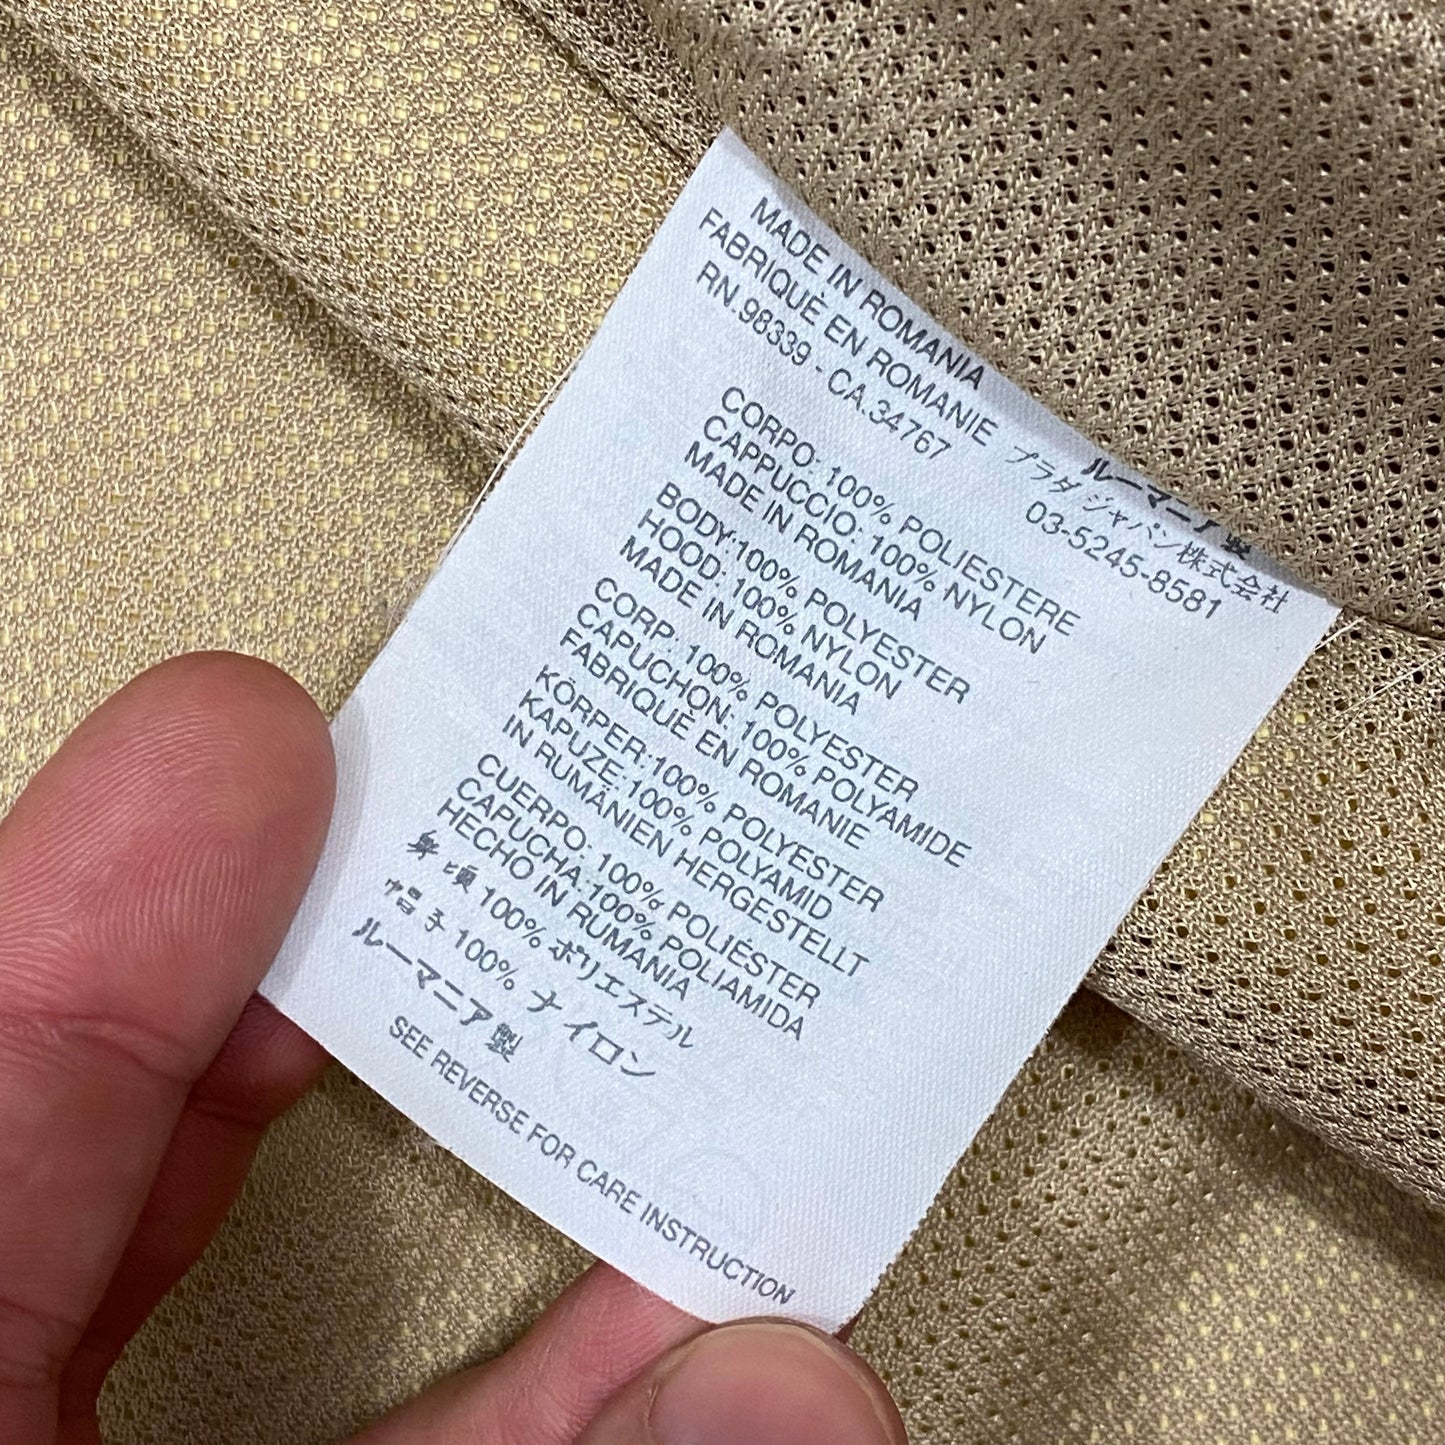 MADE IN ROMANIA
FABRIQUÈ EN ROMANIE
RN.98339 - CA.34767
ルーマニア製
プラダ ジャパン株式会社
03-5245-8581
CORPO: 100% POLIESTERE
CAPPUCCIO: 100% NYLON
MADE IN ROMANIA
BODY:100% POLYESTER
HOOD: 100% NYLON
MADE IN ROMANIA
CORP: 100% POLYESTER
CAPUCHON: 100% POLYAMIDE
FABRIQUÈ EN ROMANIE
KÖRPER:100% POLYESTER
KAPUZE:100% POLYAMID
IN RUMÄNIEN HERGESTELLT
CUERPO: 100% POLIÉSTER
CAPUCHA:100% POLIAMIDA
HECHO IN RUMANIA
身頃 100% ポリエステル
帽子 100% ナイロン
ルーマニア製
SEE REVERSE FOR CARE INSTRUCTION